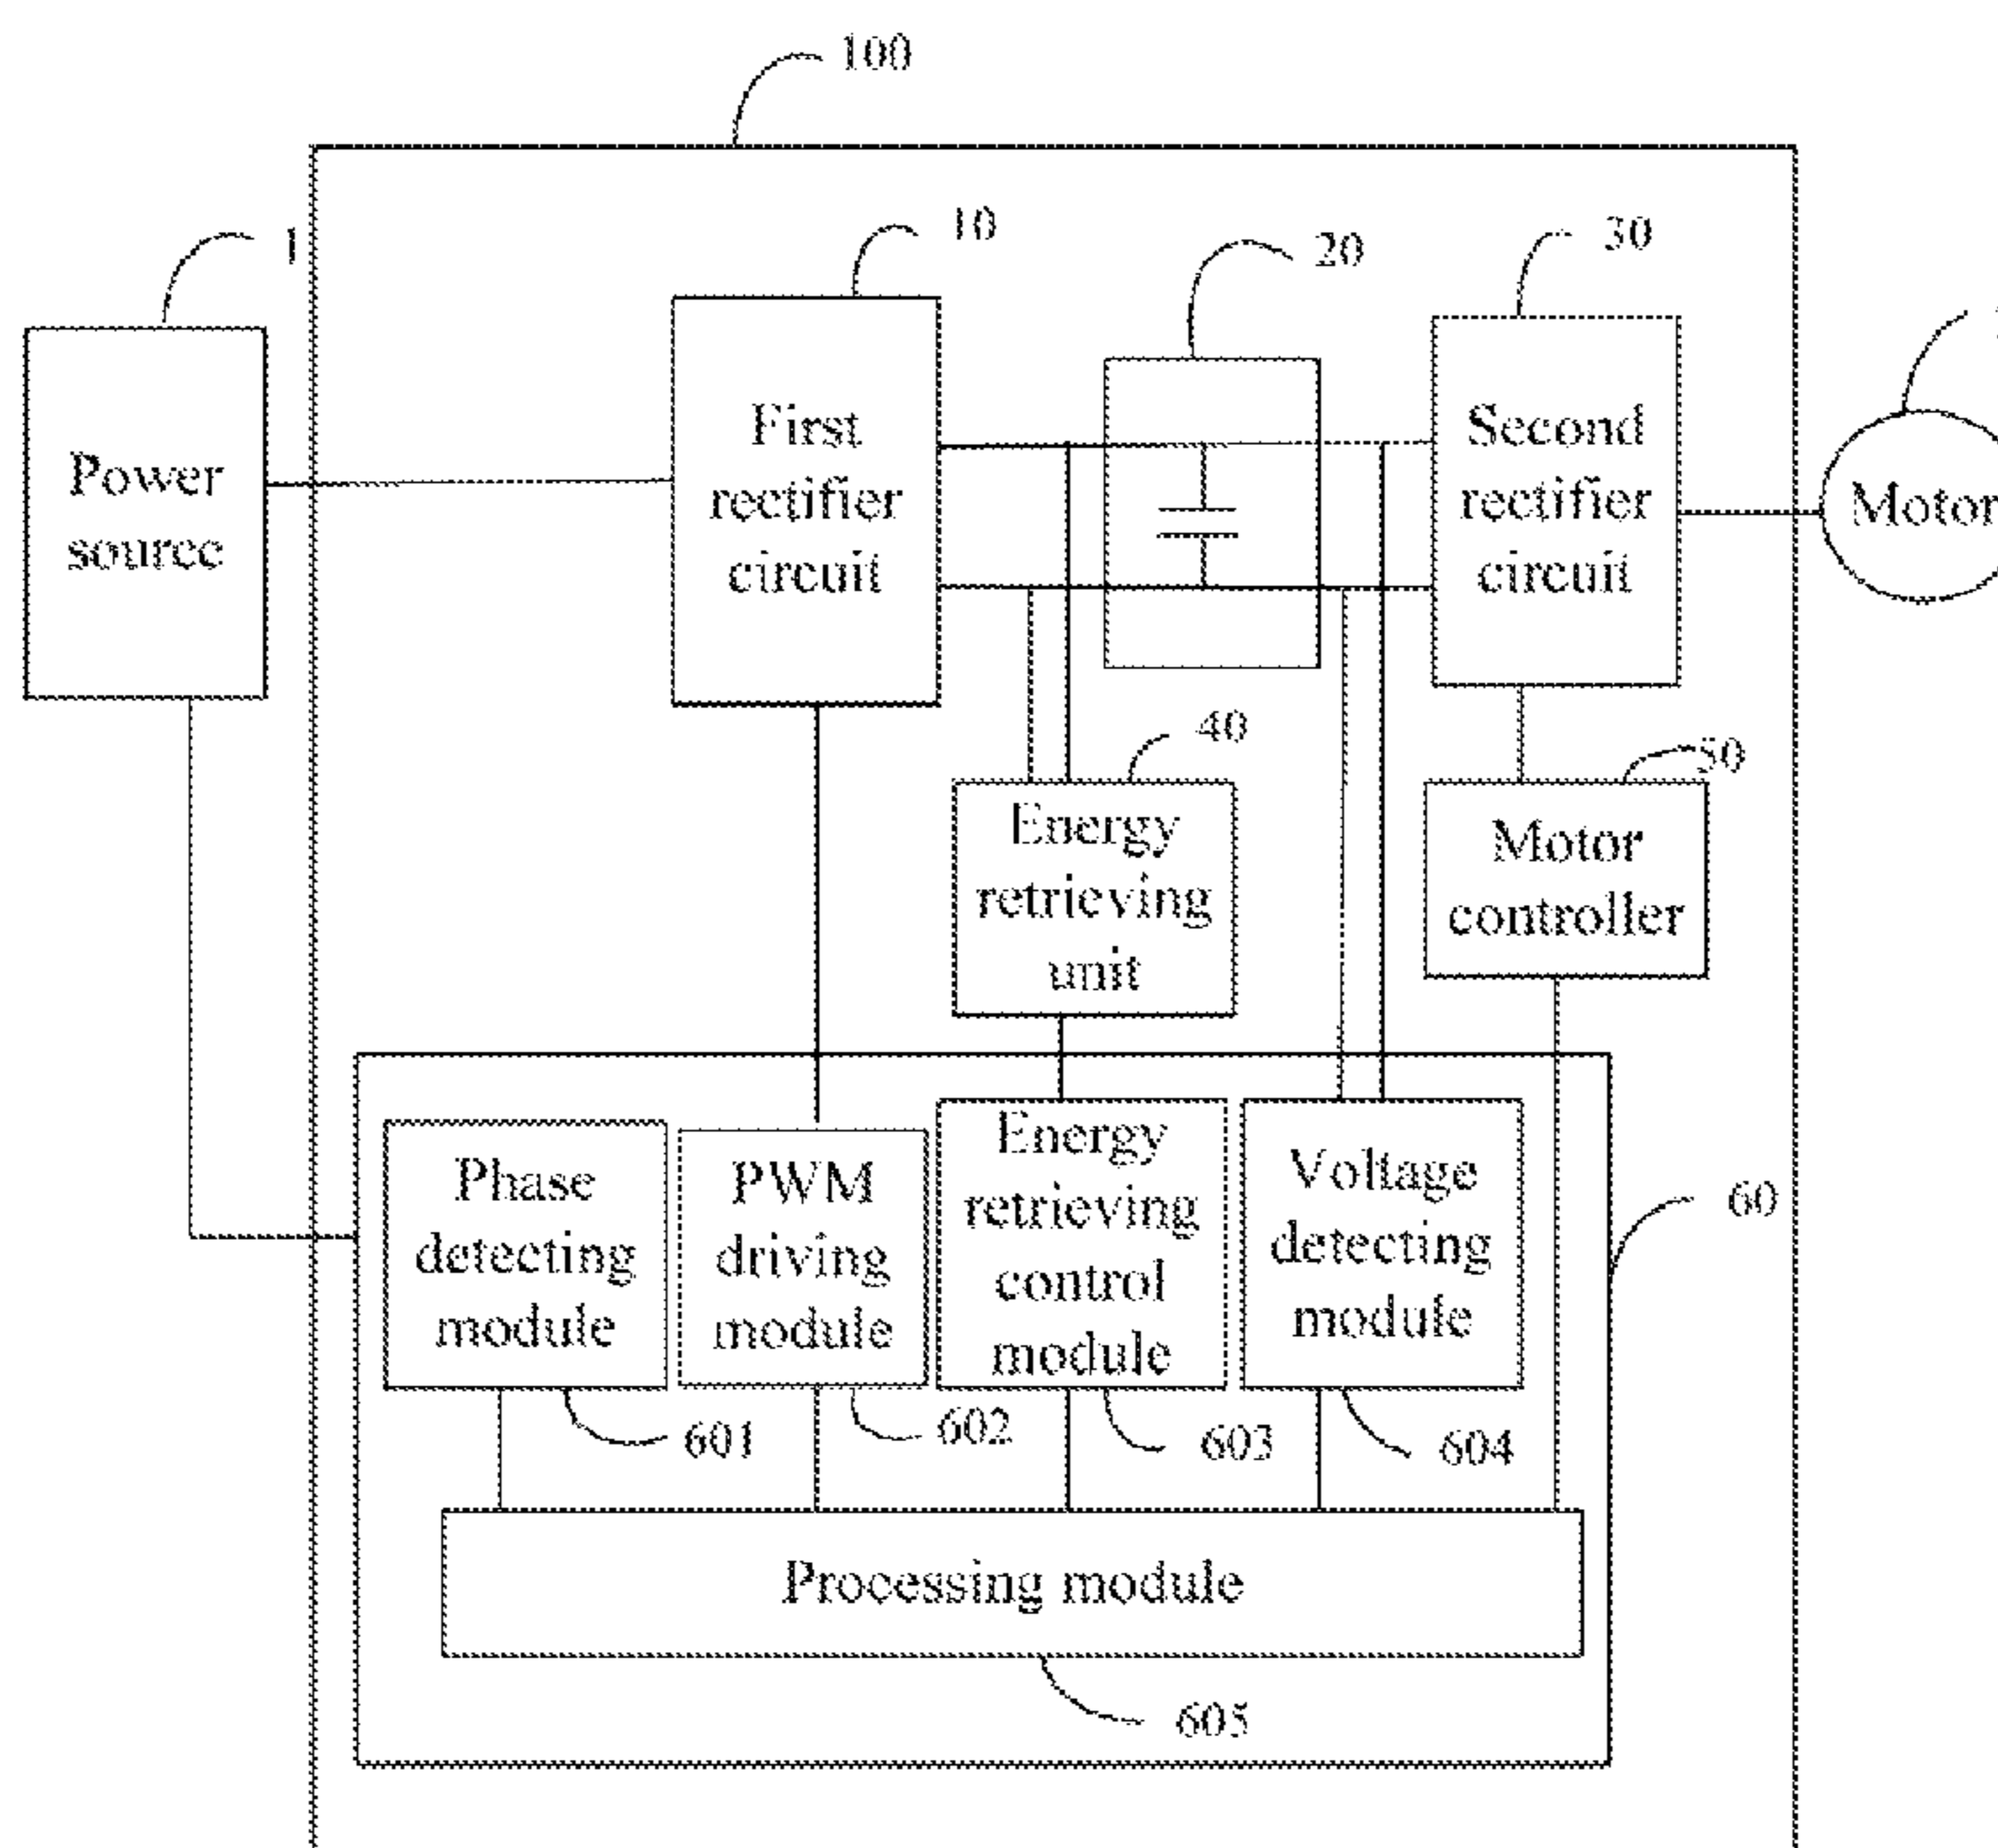 100
1
10
20
30
Power
source
First
rectifier
circuit
Second
rectifier
circuit
Motor
40
50
Energy
retrieving
unit
Motor
controller
Phase
detecting
module
PWM
driving
module
Energy
retrieving
control
module
Voltage
detecting
module
60
601
602
603
604
Processing module
605